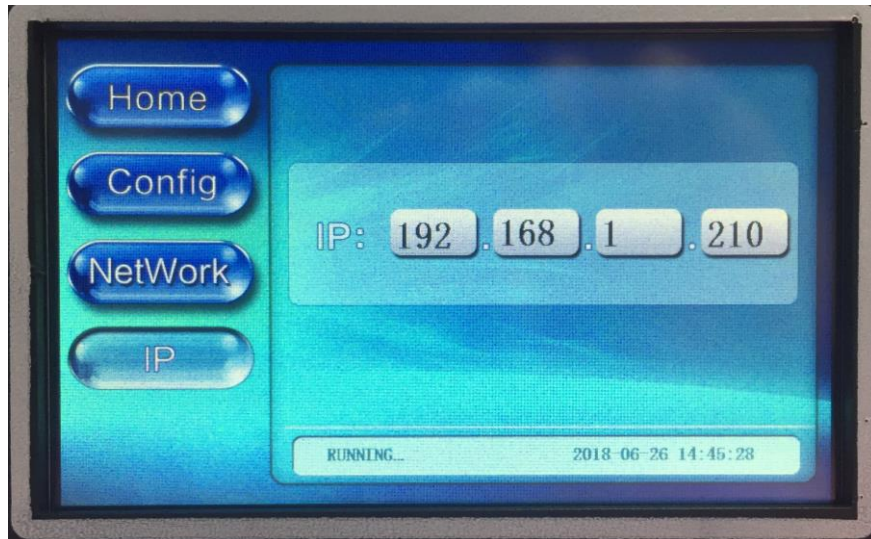 Home
Config
NetWork
IP
IP: 192.168.1.210
RUNNING... 2018-06-26 14:45:28